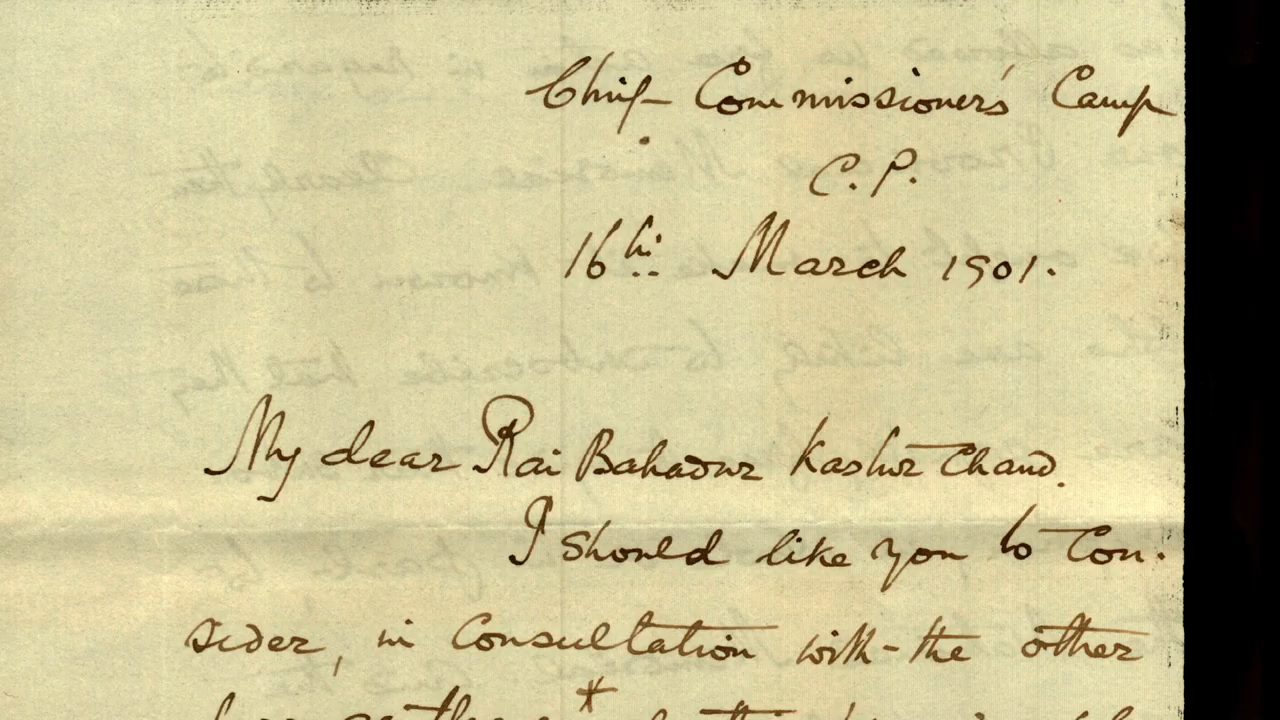 Chief Commissioner's Camp
C. P.
16th March 1901.
My dear Rai Bahadur Kastur Chand.
I should like you to con-
sider, in consultation with the other